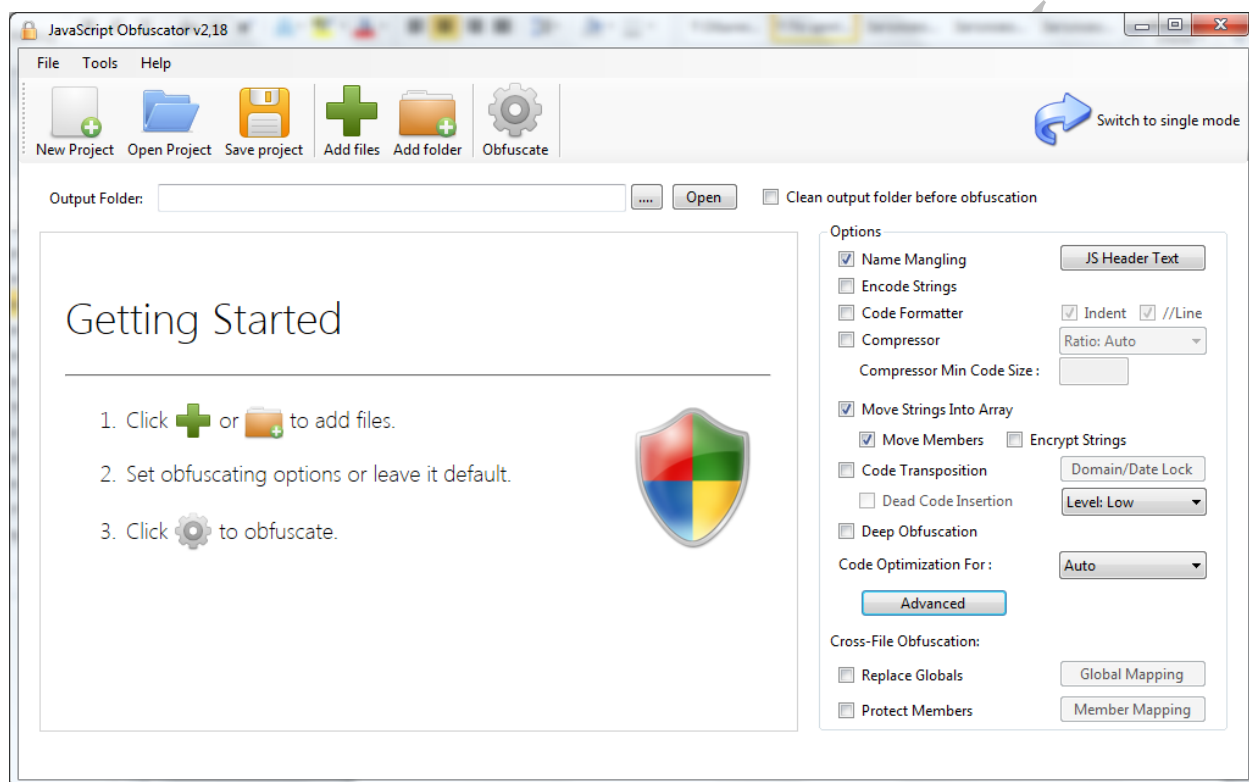 JavaScript Obfuscator v2,18
File Tools Help
New Project Open Project Save project Add files Add folder Obfuscate
Switch to single mode
Output Folder: .... Open Clean output folder before obfuscation
Getting Started
1. Click or to add files.
2. Set obfuscating options or leave it default.
3. Click to obfuscate.
Options
Name Mangling JS Header Text
Encode Strings
Code Formatter Indent //Line
Compressor Ratio: Auto
Compressor Min Code Size :
Move Strings Into Array
Move Members Encrypt Strings
Code Transposition Domain/Date Lock
Dead Code Insertion Level: Low
Deep Obfuscation
Code Optimization For : Auto
Advanced
Cross-File Obfuscation:
Replace Globals Global Mapping
Protect Members Member Mapping